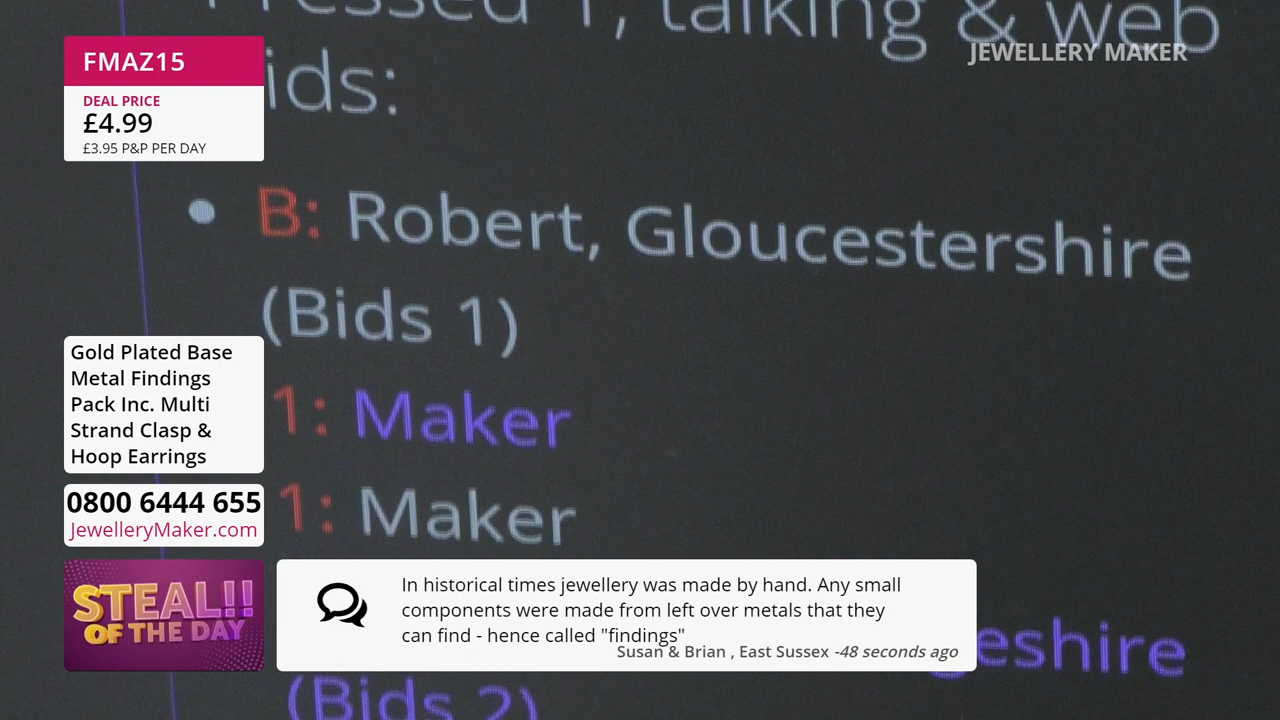 Pressed 1, talking & web
JEWELLERY MAKER
FMAZ15
ids:
DEAL PRICE
£4.99
£3.95 P&P PER DAY
B: Robert, Gloucestershire
(Bids 1)
Gold Plated Base
Metal Findings
Pack Inc. Multi
Strand Clasp &
Hoop Earrings
1: Maker
1: Maker
0800 6444 655
JewelleryMaker.com
STEAL!!
OF THE DAY
In historical times jewellery was made by hand. Any small
components were made from left over metals that they
can find - hence called "findings"
Susan & Brian , East Sussex -48 seconds ago
eshire
(Bids 2)